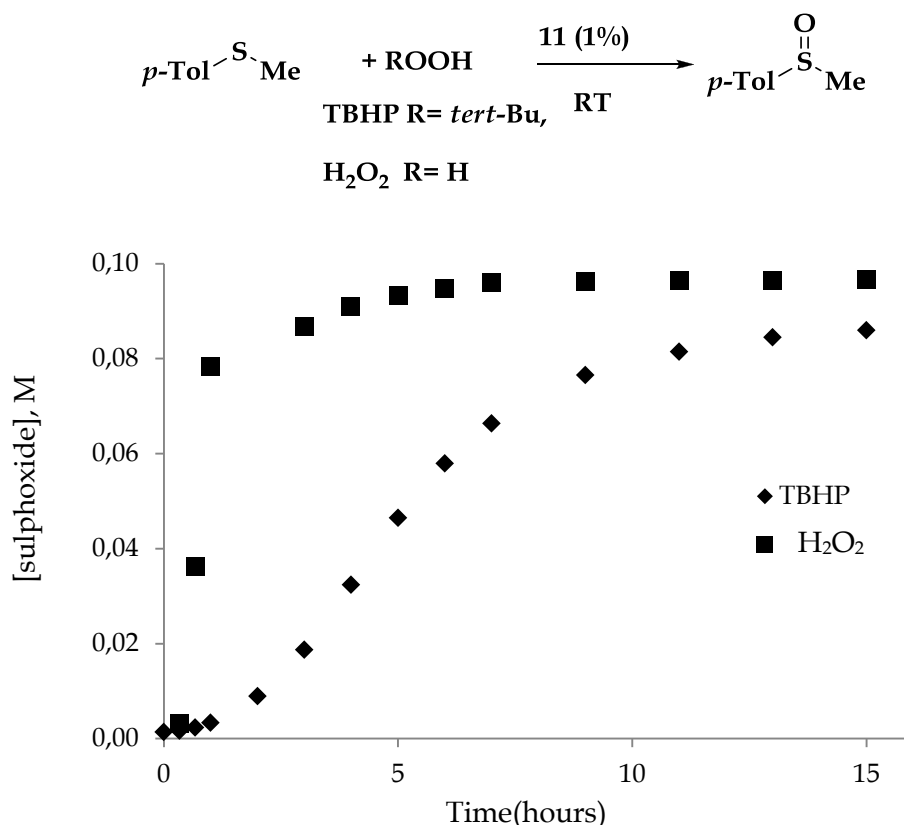 O
11 (1%)
p-Tol S Me + ROOH p-Tol S Me
TBHP R= tert-Bu, RT
H₂O₂ R= H
0,10
0,08
0,06
0,04
0,02
0,00
[sulphoxide], M
TBHP
H₂O₂
0 5 10 15
Time(hours)